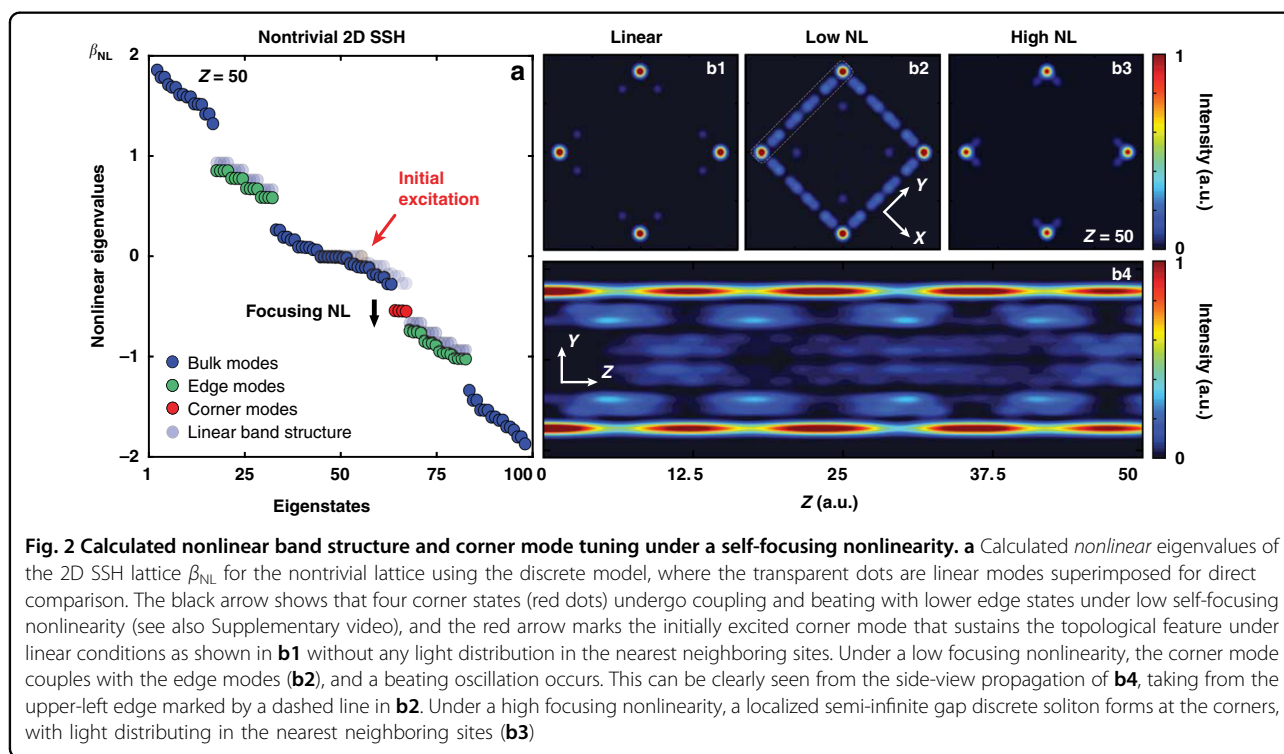 Nontrivial 2D SSH
Linear
Low NL
High NL
βNL
2
1
0
−1
−2
Nonlinear eigenvalues
Z = 50
a
Initial
excitation
Focusing NL
Bulk modes
Edge modes
Corner modes
Linear band structure
1
25
50
75
100
Eigenstates
b1
b2
Y
X
b3
Z = 50
1
0
Intensity (a.u.)
b4
Y
Z
1
0
Intensity (a.u.)
0
12.5
25
37.5
50
Z (a.u.)
Fig. 2 Calculated nonlinear band structure and corner mode tuning under a self-focusing nonlinearity. a Calculated nonlinear eigenvalues of
the 2D SSH lattice βNL for the nontrivial lattice using the discrete model, where the transparent dots are linear modes superimposed for direct
comparison. The black arrow shows that four corner states (red dots) undergo coupling and beating with lower edge states under low self-focusing
nonlinearity (see also Supplementary video), and the red arrow marks the initially excited corner mode that sustains the topological feature under
linear conditions as shown in b1 without any light distribution in the nearest neighboring sites. Under a low focusing nonlinearity, the corner mode
couples with the edge modes (b2), and a beating oscillation occurs. This can be clearly seen from the side-view propagation of b4, taking from the
upper-left edge marked by a dashed line in b2. Under a high focusing nonlinearity, a localized semi-infinite gap discrete soliton forms at the corners,
with light distributing in the nearest neighboring sites (b3)